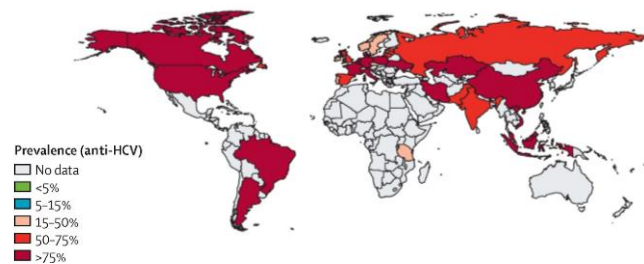 Prevalence (anti-HCV)
No data
<5%
5–15%
15–50%
50–75%
>75%